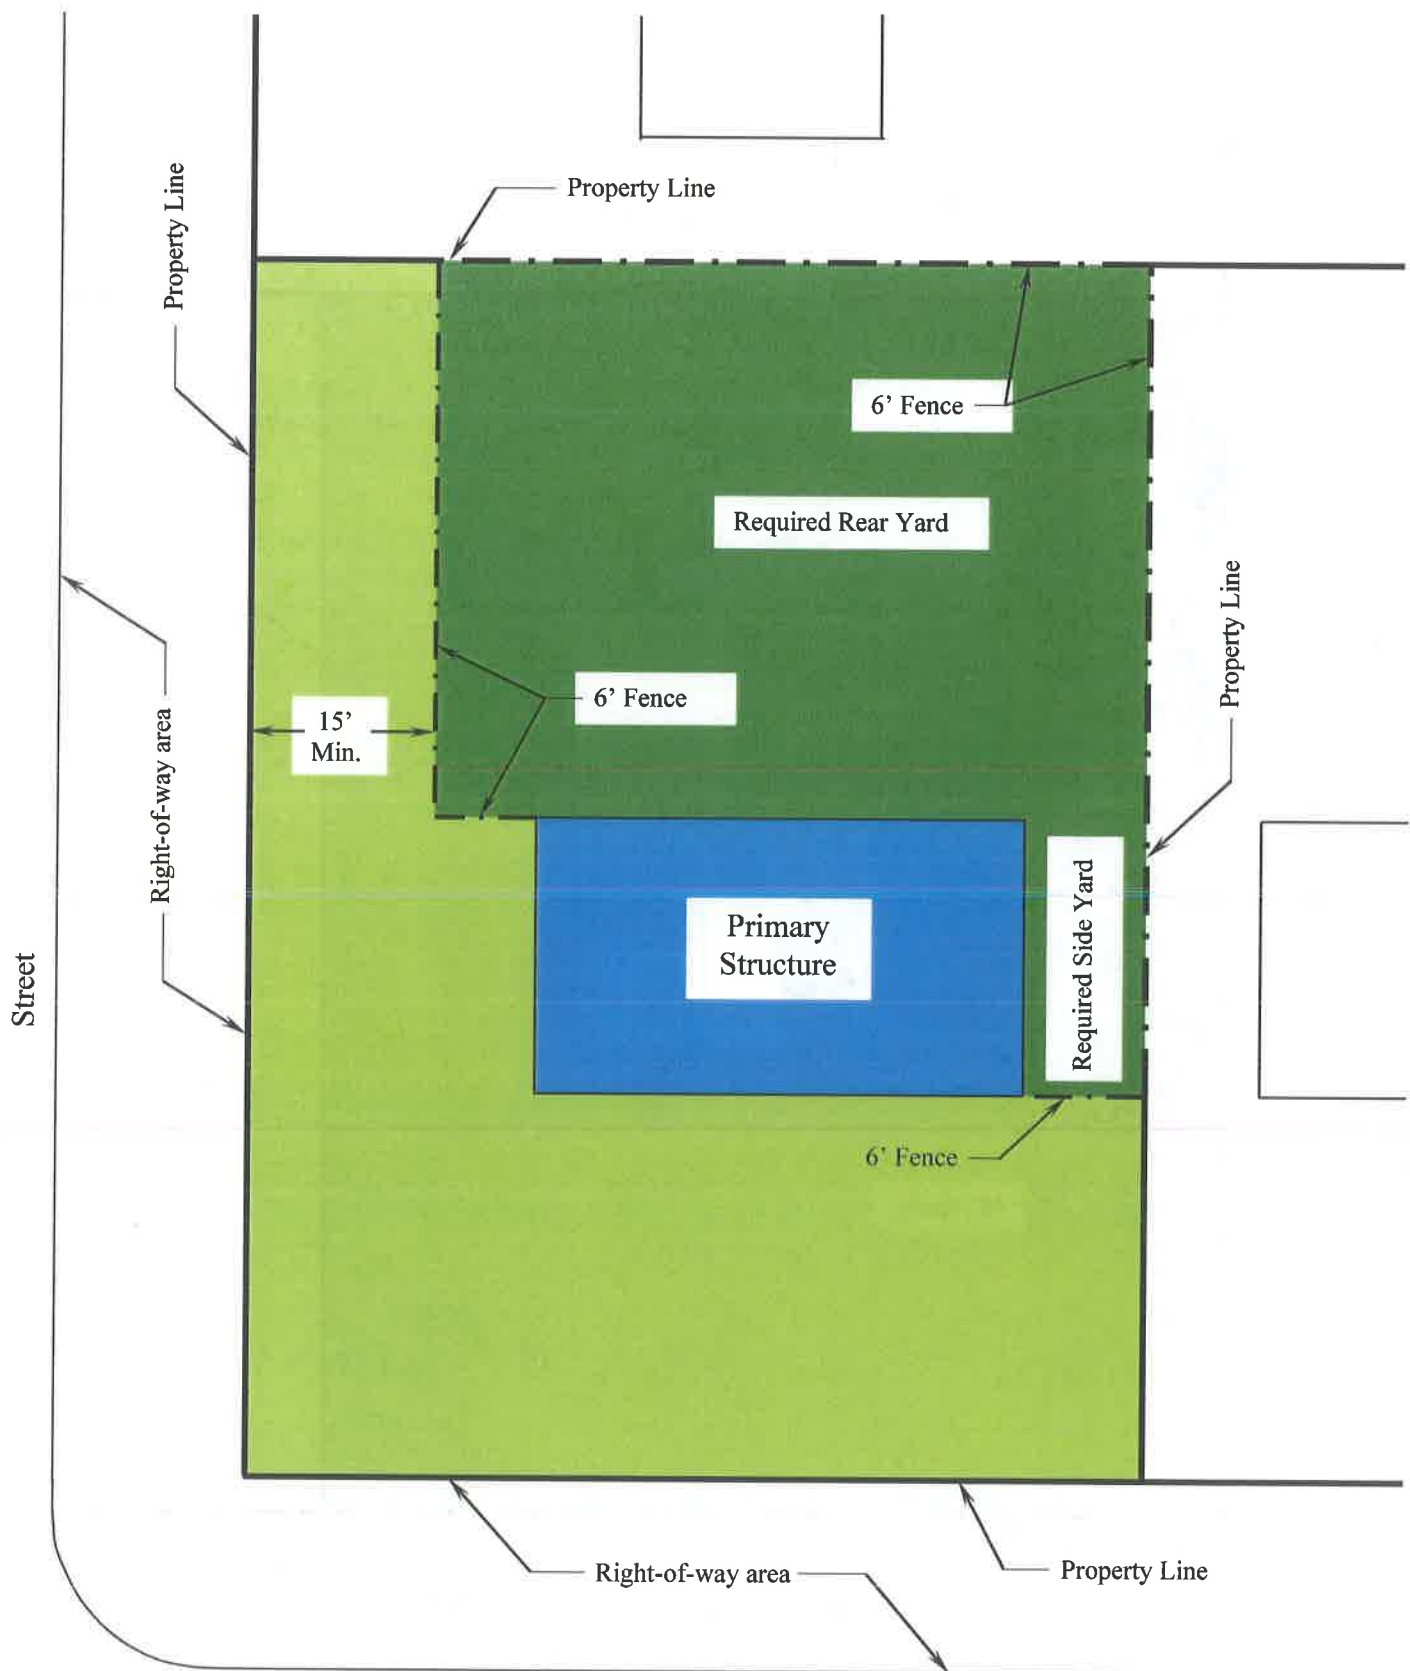 Property Line
Property Line
6’ Fence
Required Rear Yard
Property Line
6’ Fence
15’
Min.
Right-of-way area
Street
Primary
Structure
Required Side Yard
6’ Fence
Right-of-way area
Property Line